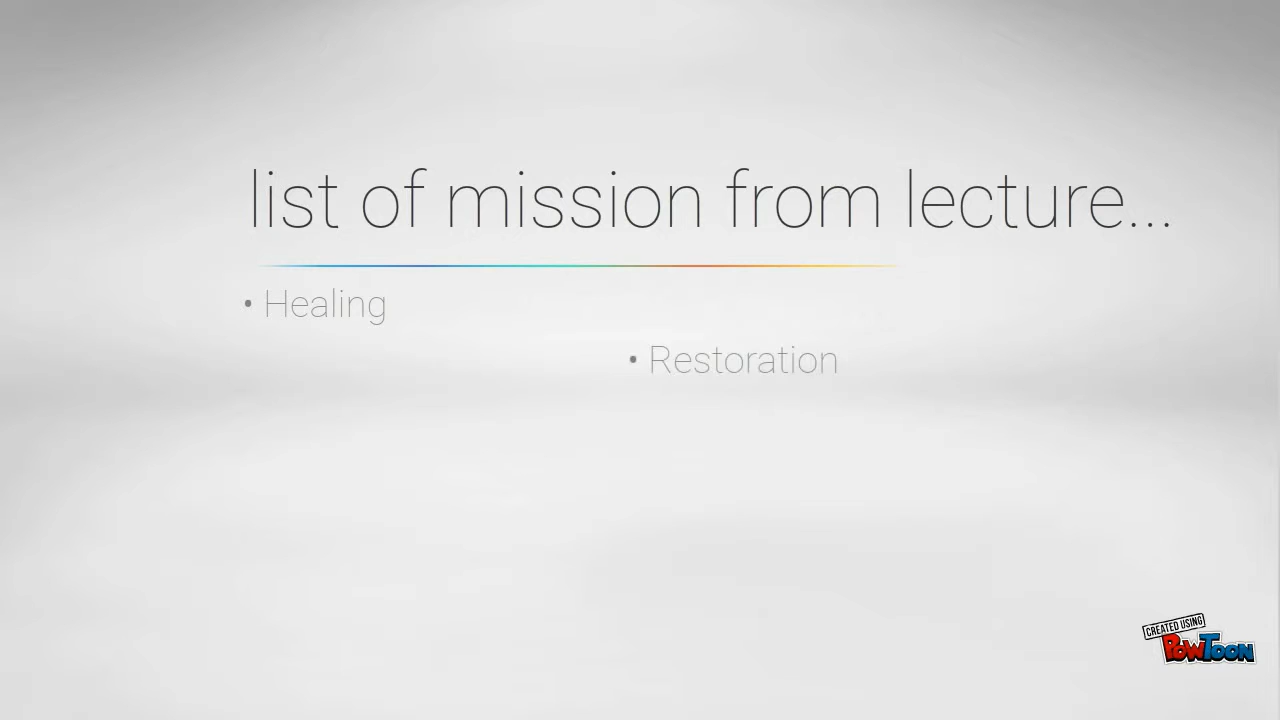 list of mission from lecture...
• Healing
• Restoration
CREATED USING
POWTOON